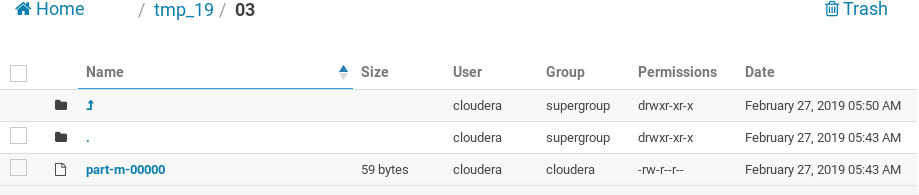 Home / tmp_19 / 03 Trash
Name Size User Group Permissions Date
cloudera supergroup drwxr-xr-x February 27, 2019 05:50 AM
. cloudera supergroup drwxr-xr-x February 27, 2019 05:43 AM
part-m-00000 59 bytes cloudera cloudera -rw-r--r-- February 27, 2019 05:43 AM